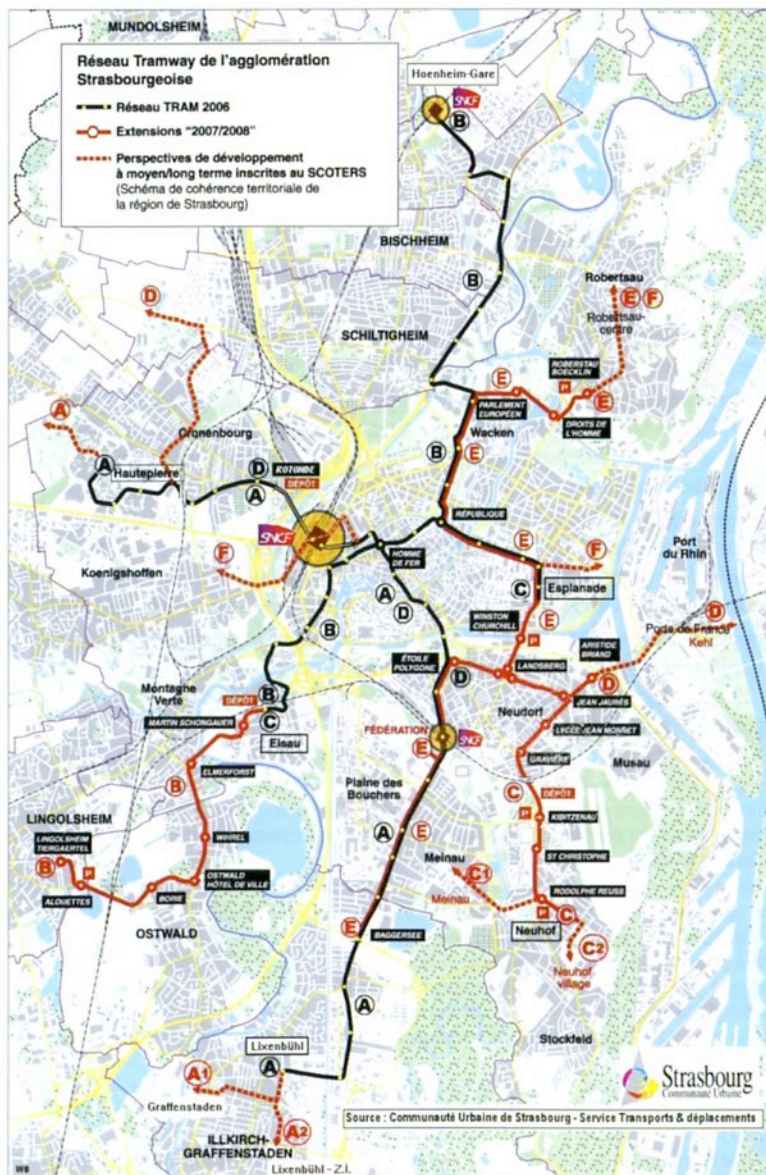 MUNDOLSHEIM
Réseau Tramway de l'agglomération
Strasbourgeoise
Réseau TRAM 2006
Extensions "2007/2008"
Perspectives de développement
à moyen/long terme inscrites au SCOTERS
(Schéma de cohérence territoriale de
la région de Strasbourg)
Hoenheim-Gare
SNCF
B
BISCHHEIM
B
SCHILTIGHEIM
Robertsau
E F
Robertsau-
centre
D
ROBERSTAU
BOECKLIN
P
E
E
PARLEMENT
EUROPÉEN
DROITS DE
L'HOMME
Wacken
A
Cronenbourg
B
E
A
Hautepierre
D
ROTONDE
DÉPÔT
A
RÉPUBLIQUE
SNCF
HOMME
DE FER
E
F
Port
du Rhin
Koenigshoffen
F
A
D
C
Esplanade
B
WINSTON
CHURCHILL
E
P
ARISTIDE
BRIAND
D
Porte de France
Kehl
ÉTOILE
POLYGONE
D
LANDSBERG
D
JEAN JAURÈS
Montagne
Verte
DÉPÔT
B
C
MARTIN SCHONGAUER
Elsau
Neudorf
LYCÉE JEAN MONNET
FÉDÉRATION
SNCF
E
Musau
GRAVIÈRE
B
ELMERFORST
Plaine des
Bouchers
C
DÉPÔT
P
KIBITZENAU
A
E
LINGOLSHEIM
LINGOLSHEIM
TIERGAERTEL
WIHREL
ST CHRISTOPHE
B
P
Meinau
C1
Meinau
RODOLPHE REUSS
ALOUETTES
BORIE
OSTWALD
HÔTEL DE VILLE
P
C
Neuhof
OSTWALD
E
BAGGERSEE
C2
Neuhof
village
A
Stockfeld
Lixenbühl
A
A1
Graffenstaden
A2
ILLKIRCH-
GRAFFENSTADEN
Lixenbühl - Z.I.
Strasbourg
Communauté Urbaine
Source : Communauté Urbaine de Strasbourg - Service Transports & déplacements
WB